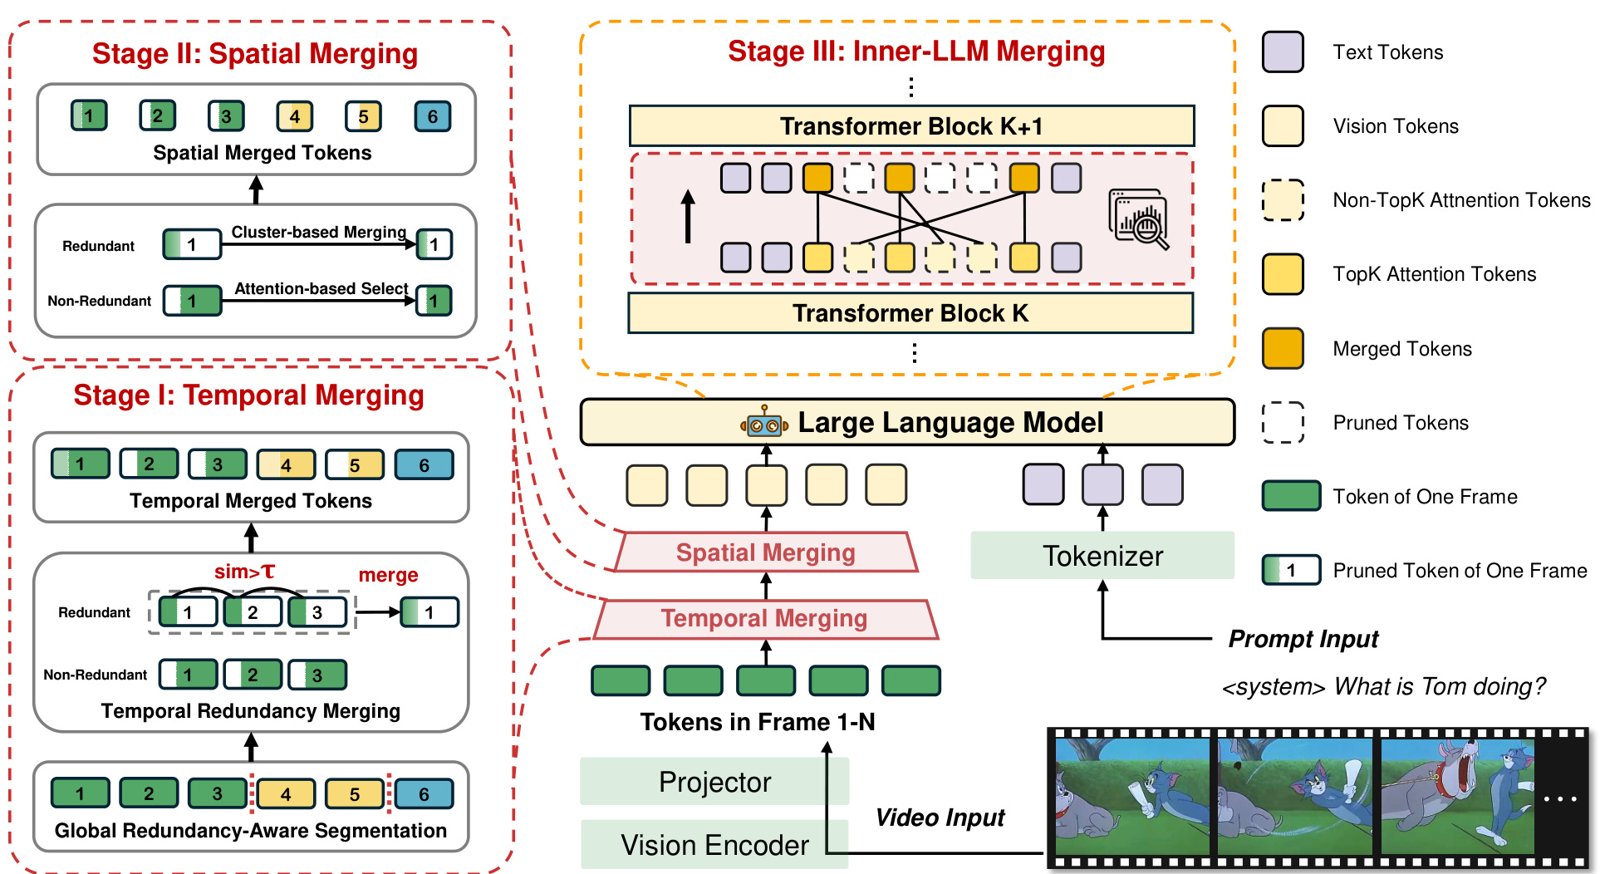 Stage II: Spatial Merging
1 2 3 4 5 6
Spatial Merged Tokens
Redundant 1 Cluster-based Merging 1
Non-Redundant 1 Attention-based Select 1
Stage I: Temporal Merging
1 2 3 4 5 6
Temporal Merged Tokens
sim>τ merge
Redundant 1 2 3 1
Non-Redundant 1 2 3
Temporal Redundancy Merging
1 2 3 4 5 6
Global Redundancy-Aware Segmentation
Stage III: Inner-LLM Merging
Transformer Block K+1
Transformer Block K
Large Language Model
Spatial Merging
Temporal Merging
Tokens in Frame 1-N
Projector
Vision Encoder
Tokenizer
Video Input
Prompt Input
<system> What is Tom doing?
...
Text Tokens
Vision Tokens
Non-TopK Attnention Tokens
TopK Attention Tokens
Merged Tokens
Pruned Tokens
Token of One Frame
1 Pruned Token of One Frame